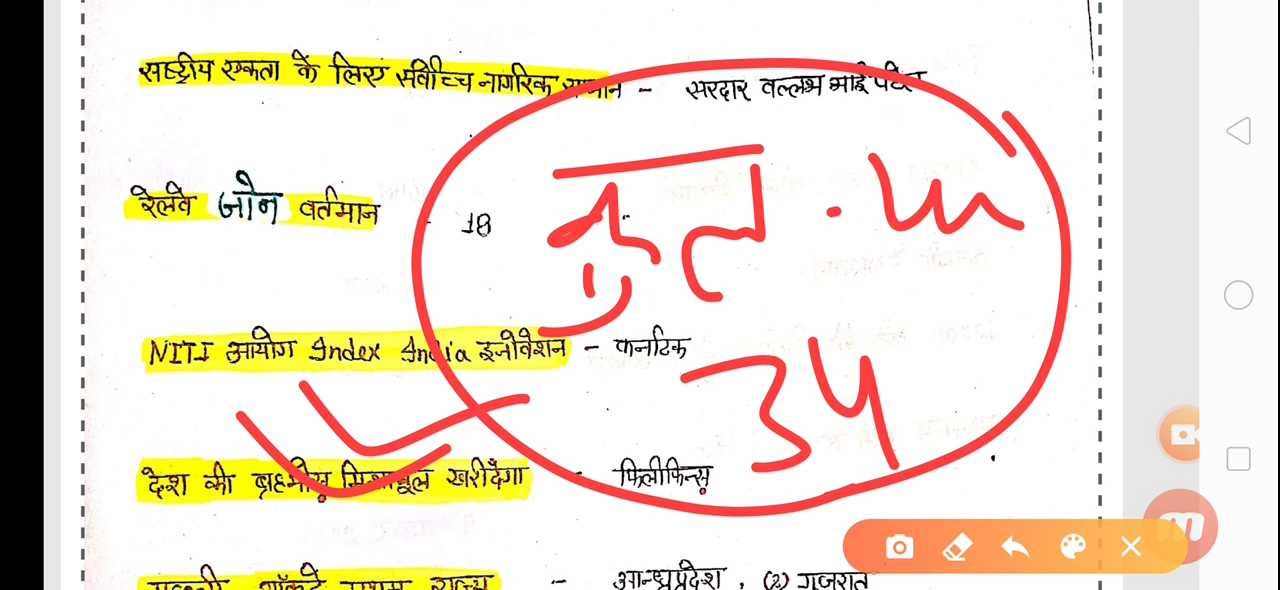 राष्ट्रीय एकता के लिए सर्वोच्च नागरिक सम्मान - सरदार वल्लभ भाई पटेल
रेलवे जोन वर्तमान - 18
कुल
NITI आयोग Index India इनोवेशन - कर्नाटक
34
देश की ब्राह्मोस मिसाइल खरीदेगा - फिलीफिन्स
राज्य - आन्ध्रप्रदेश, (2) गुजरात